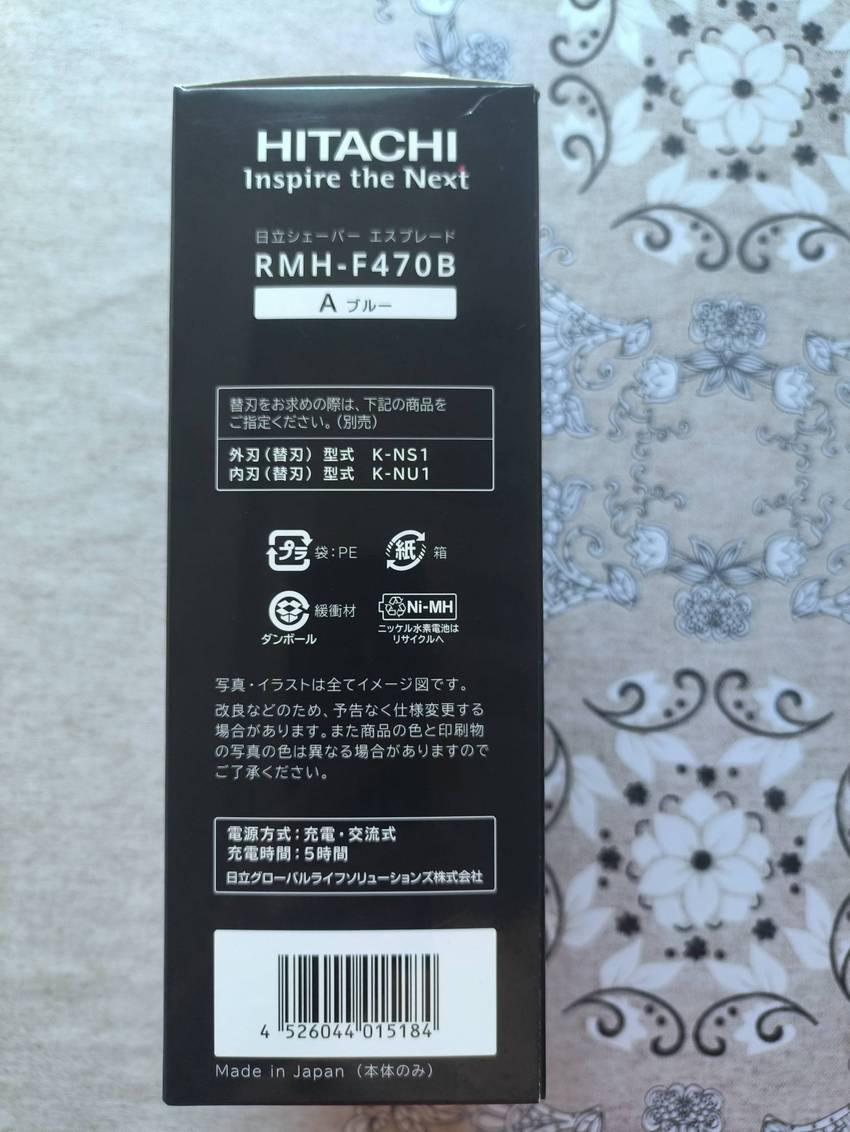 HITACHI
Inspire the Next
日立シェーバー エスブレード
RMH-F470B
A ブルー
替刃をお求めの際は、下記の商品を
ご指定ください。(別売)
外刃(替刃) 型式 K-NS1
内刃(替刃) 型式 K-NU1
プラ 袋:PE 紙 箱
緩衝材 Ni-MH
ダンボール ニッケル水素電池は
リサイクルへ
写真・イラストは全てイメージ図です。
改良などのため、予告なく仕様変更する
場合があります。また商品の色と印刷物
の写真の色は異なる場合がありますので
ご了承ください。
電源方式:充電・交流式
充電時間:5時間
日立グローバルライフソリューションズ株式会社
4 526044 015184
Made in Japan (本体のみ)